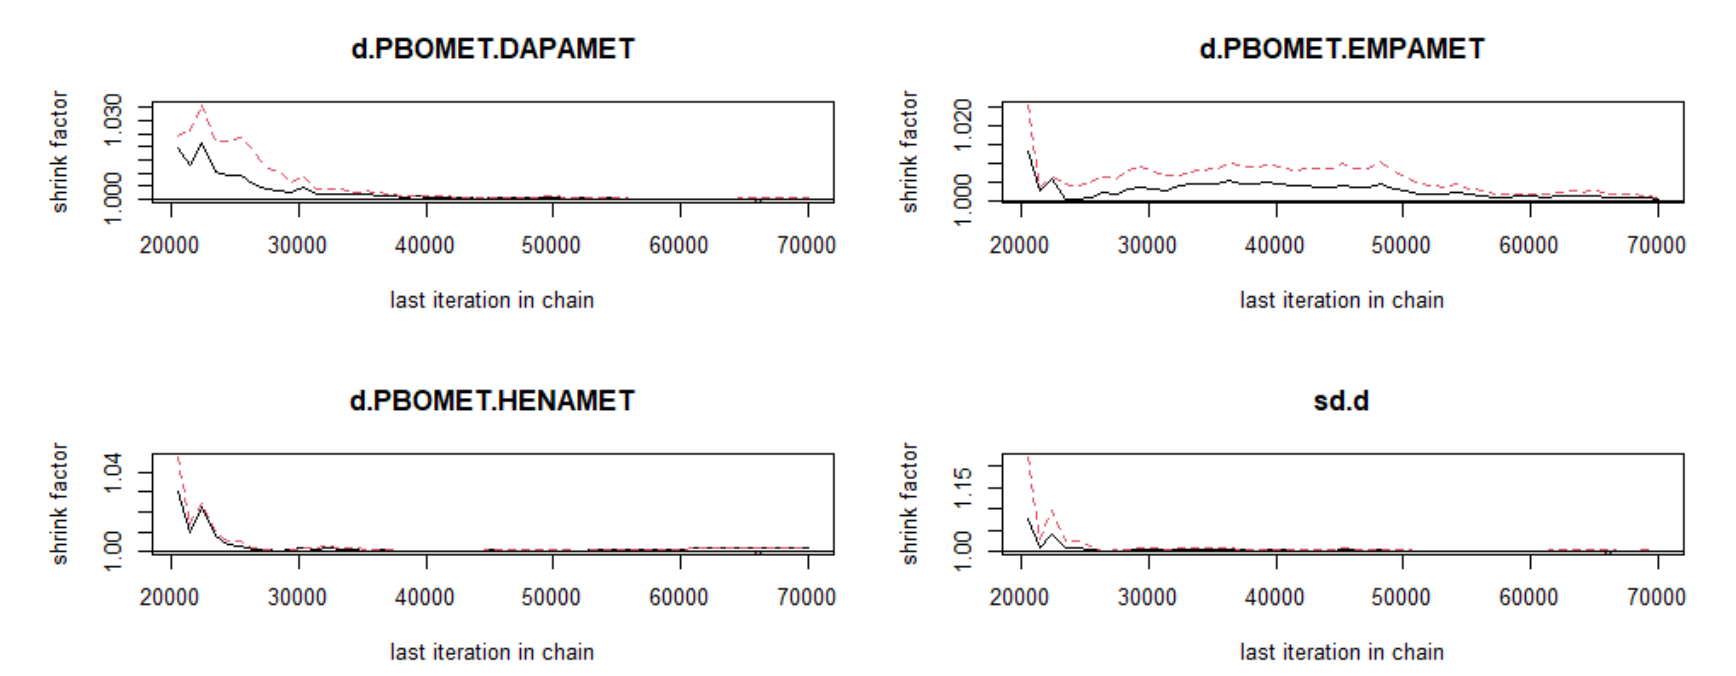 d.PBOMET.DAPAMET
shrink factor
1.030
1.000
20000 30000 40000 50000 60000 70000
last iteration in chain
d.PBOMET.EMPAMET
shrink factor
1.020
1.000
20000 30000 40000 50000 60000 70000
last iteration in chain
d.PBOMET.HENAMET
shrink factor
1.04
1.00
20000 30000 40000 50000 60000 70000
last iteration in chain
sd.d
shrink factor
1.15
1.00
20000 30000 40000 50000 60000 70000
last iteration in chain